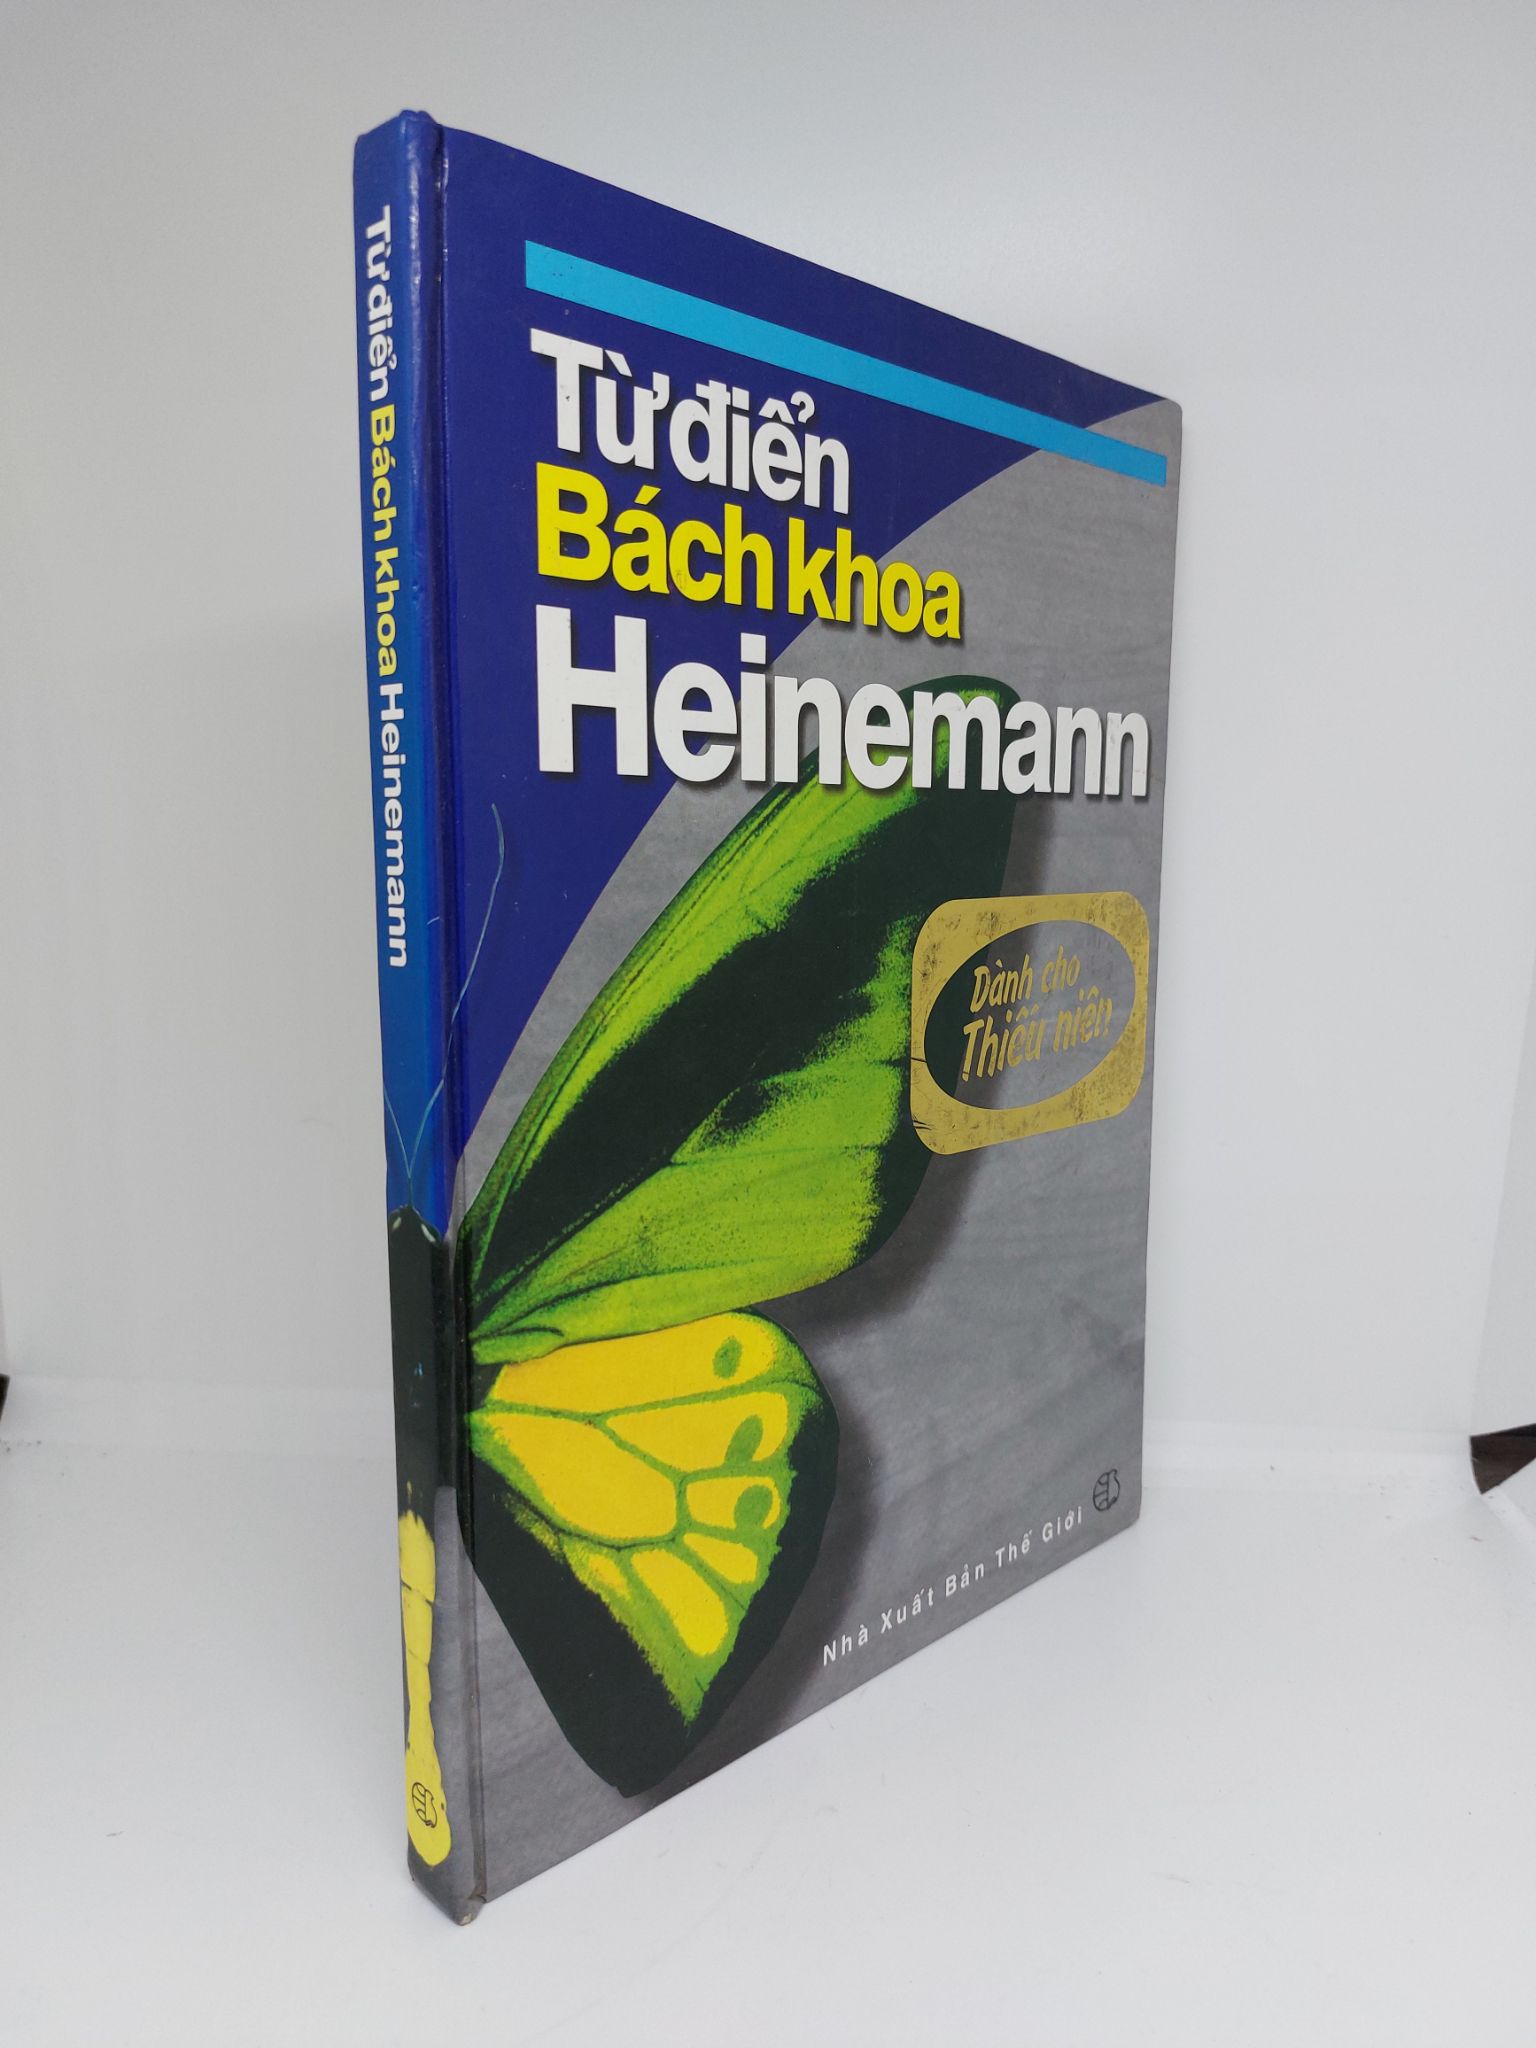 Từ điển Bách khoa Heinemann
Từ điển
Bách khoa
Heinemann
Dành cho
Thiếu niên
Nhà Xuất Bản Thế Giới